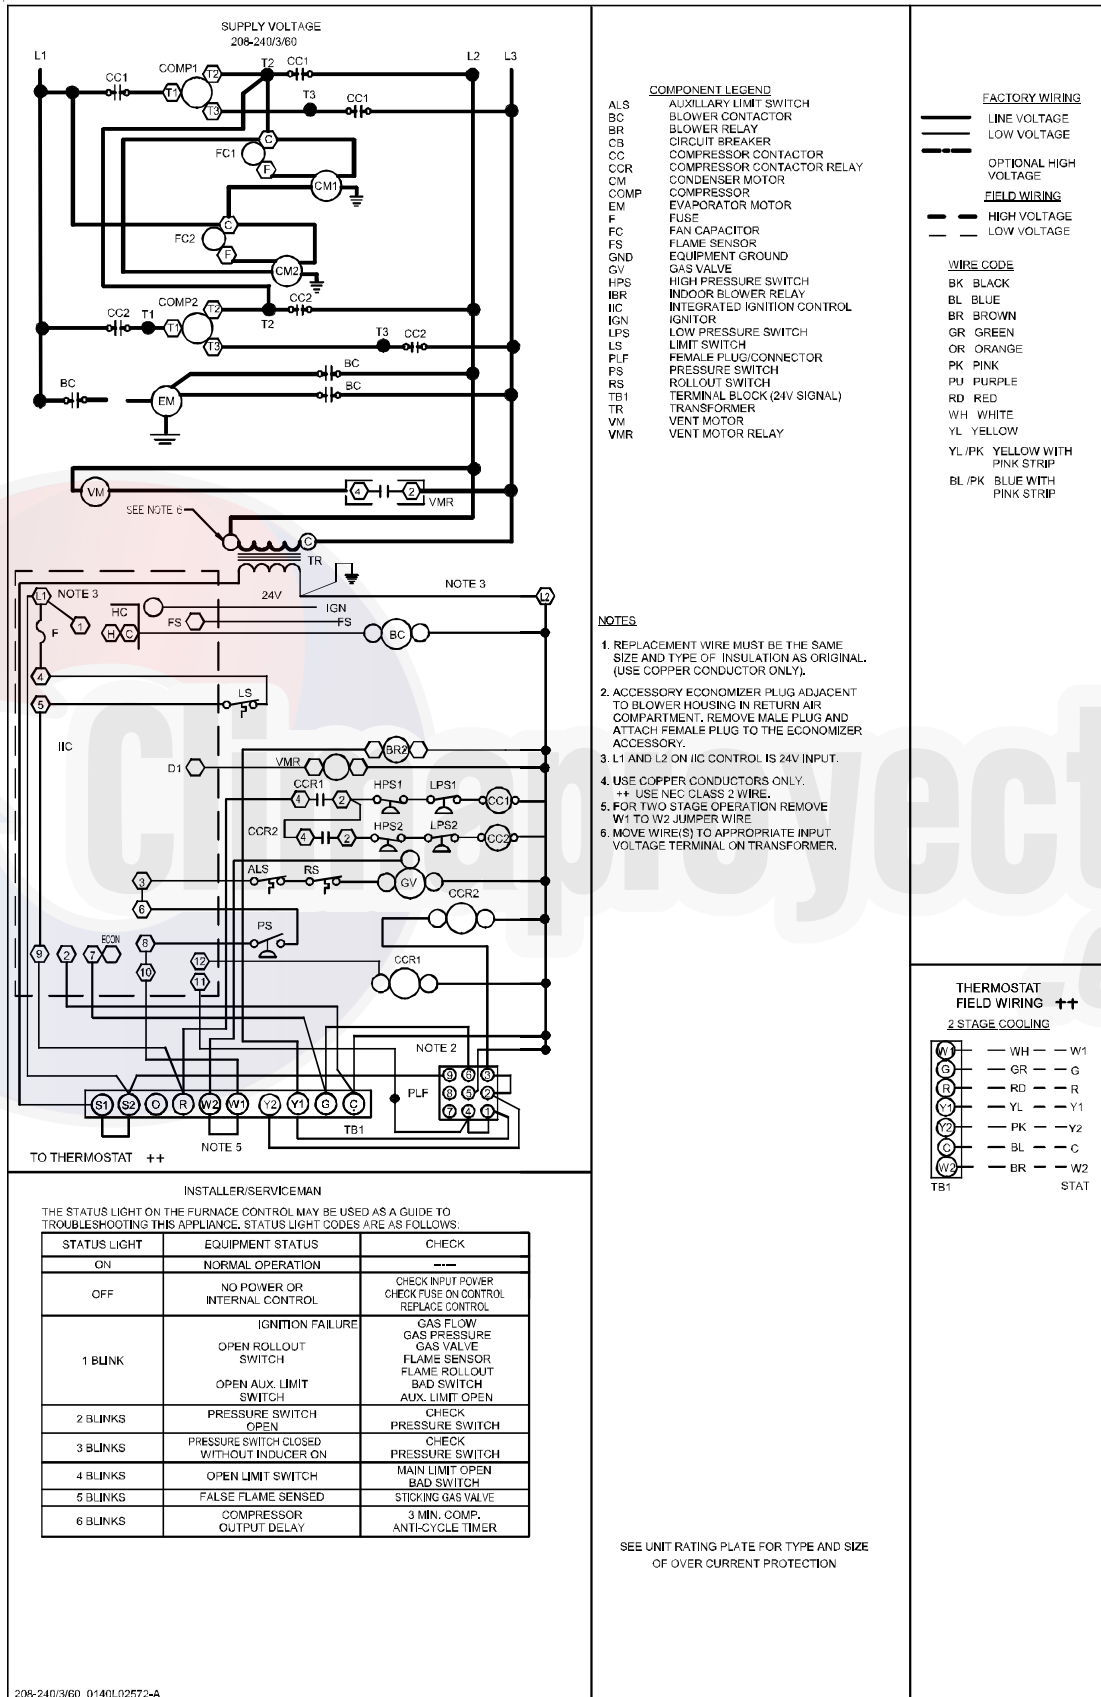 SUPPLY VOLTAGE
208-240/3/60
L1
L2
L3
COMP1
T2
T2
CC1
CC1
T1
T3
T3
CC1
C
FC1
F
CM1
C
FC2
F
CM2
COMP2
T2
CC2
CC2
T1
T1
T2
T3
T3
CC2
BC
BC
BC
EM
VM
4
2
VMR
SEE NOTE 6
C
TR
24V
NOTE 3
L1
NOTE 3
L2
HC
IGN
F
1
FS
FS
H
C
BC
4
LS
5
IIC
BR2
D1
VMR
CCR1
HPS1
LPS1
4
2
CC1
CCR2
HPS2
LPS2
4
2
CC2
ALS
RS
3
GV
CCR2
6
PS
ECON
8
9
2
7
12
CCR1
10
11
NOTE 2
9
6
3
PLF
8
5
2
7
4
1
S1
S2
O
R
W2
W1
Y2
Y1
G
C
TB1
NOTE 5
TO THERMOSTAT ++
INSTALLER/SERVICEMAN
THE STATUS LIGHT ON THE FURNACE CONTROL MAY BE USED AS A GUIDE TO
TROUBLESHOOTING THIS APPLIANCE. STATUS LIGHT CODES ARE AS FOLLOWS:
STATUS LIGHT EQUIPMENT STATUS CHECK
ON NORMAL OPERATION ----
OFF
NO POWER OR
INTERNAL CONTROL
CHECK INPUT POWER
CHECK FUSE ON CONTROL
REPLACE CONTROL
1 BLINK
IGNITION FAILURE
OPEN ROLLOUT
SWITCH
OPEN AUX. LIMIT
SWITCH
GAS FLOW
GAS PRESSURE
GAS VALVE
FLAME SENSOR
FLAME ROLLOUT
BAD SWITCH
AUX. LIMIT OPEN
2 BLINKS
PRESSURE SWITCH
OPEN
CHECK
PRESSURE SWITCH
3 BLINKS
PRESSURE SWITCH CLOSED
WITHOUT INDUCER ON
CHECK
PRESSURE SWITCH
4 BLINKS
OPEN LIMIT SWITCH
MAIN LIMIT OPEN
BAD SWITCH
5 BLINKS FALSE FLAME SENSED STICKING GAS VALVE
6 BLINKS
COMPRESSOR
OUTPUT DELAY
3 MIN. COMP.
ANTI-CYCLE TIMER
208-240/3/60 0140L02572-A
COMPONENT LEGEND
ALS AUXILLARY LIMIT SWITCH
BC BLOWER CONTACTOR
BR BLOWER RELAY
CB CIRCUIT BREAKER
CC COMPRESSOR CONTACTOR
CCR COMPRESSOR CONTACTOR RELAY
CM CONDENSER MOTOR
COMP COMPRESSOR
EM EVAPORATOR MOTOR
F FUSE
FC FAN CAPACITOR
FS FLAME SENSOR
GND EQUIPMENT GROUND
GV GAS VALVE
HPS HIGH PRESSURE SWITCH
IBR INDOOR BLOWER RELAY
IIC INTEGRATED IGNITION CONTROL
IGN IGNITOR
LPS LOW PRESSURE SWITCH
LS LIMIT SWITCH
PLF FEMALE PLUG/CONNECTOR
PS PRESSURE SWITCH
RS ROLLOUT SWITCH
TB1 TERMINAL BLOCK (24V SIGNAL)
TR TRANSFORMER
VM VENT MOTOR
VMR VENT MOTOR RELAY
NOTES
1. REPLACEMENT WIRE MUST BE THE SAME
SIZE AND TYPE OF INSULATION AS ORIGINAL.
(USE COPPER CONDUCTOR ONLY).
2. ACCESSORY ECONOMIZER PLUG ADJACENT
TO BLOWER HOUSING IN RETURN AIR
COMPARTMENT. REMOVE MALE PLUG AND
ATTACH FEMALE PLUG TO THE ECONOMIZER
ACCESSORY.
3. L1 AND L2 ON IIC CONTROL IS 24V INPUT.
4. USE COPPER CONDUCTORS ONLY.
++ USE NEC CLASS 2 WIRE.
5. FOR TWO STAGE OPERATION REMOVE
W1 TO W2 JUMPER WIRE
6. MOVE WIRE(S) TO APPROPRIATE INPUT
VOLTAGE TERMINAL ON TRANSFORMER.
SEE UNIT RATING PLATE FOR TYPE AND SIZE
OF OVER CURRENT PROTECTION
FACTORY WIRING
LINE VOLTAGE
LOW VOLTAGE
OPTIONAL HIGH
VOLTAGE
FIELD WIRING
HIGH VOLTAGE
LOW VOLTAGE
WIRE CODE
BK BLACK
BL BLUE
BR BROWN
GR GREEN
OR ORANGE
PK PINK
PU PURPLE
RD RED
WH WHITE
YL YELLOW
YL /PK YELLOW WITH
PINK STRIP
BL /PK BLUE WITH
PINK STRIP
THERMOSTAT
FIELD WIRING ++
2 STAGE COOLING
W1 WH W1
G GR G
R RD R
Y1 YL Y1
Y2 PK Y2
C BL C
W2 BR W2
TB1 STAT
Climaproyect